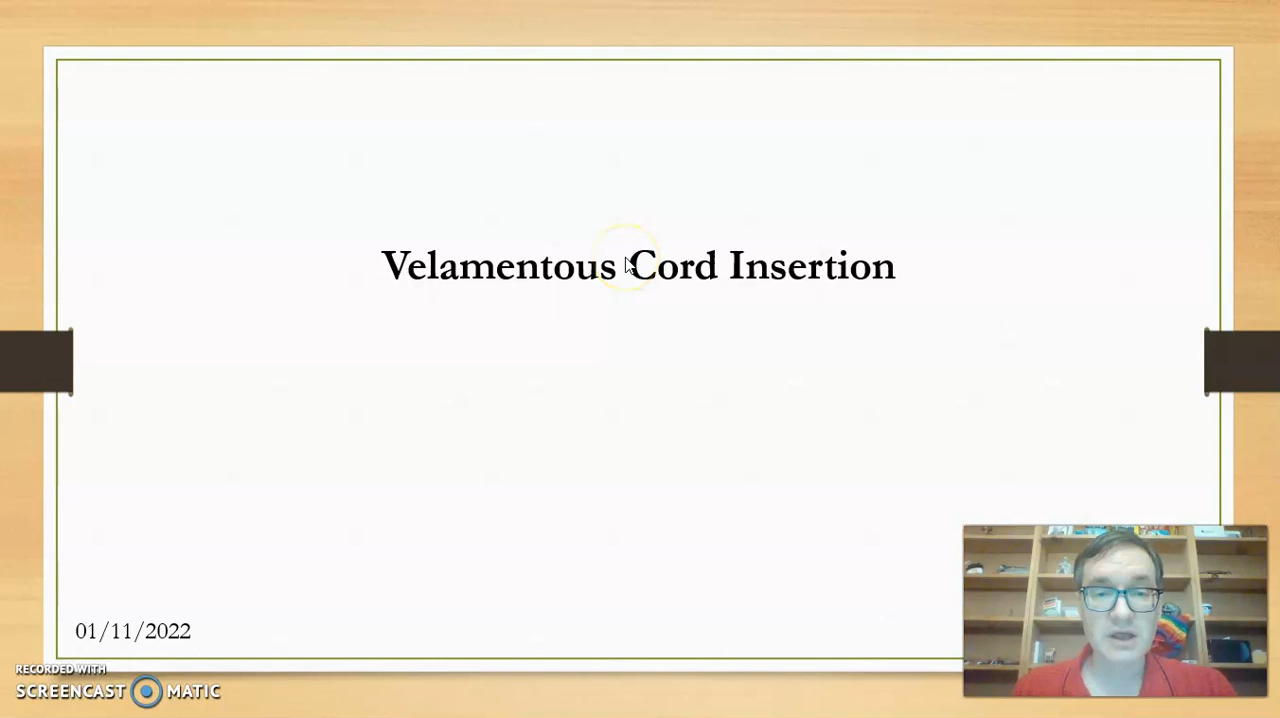 Velamentous Cord Insertion
01/11/2022
RECORDED WITH
SCREENCAST MATIC